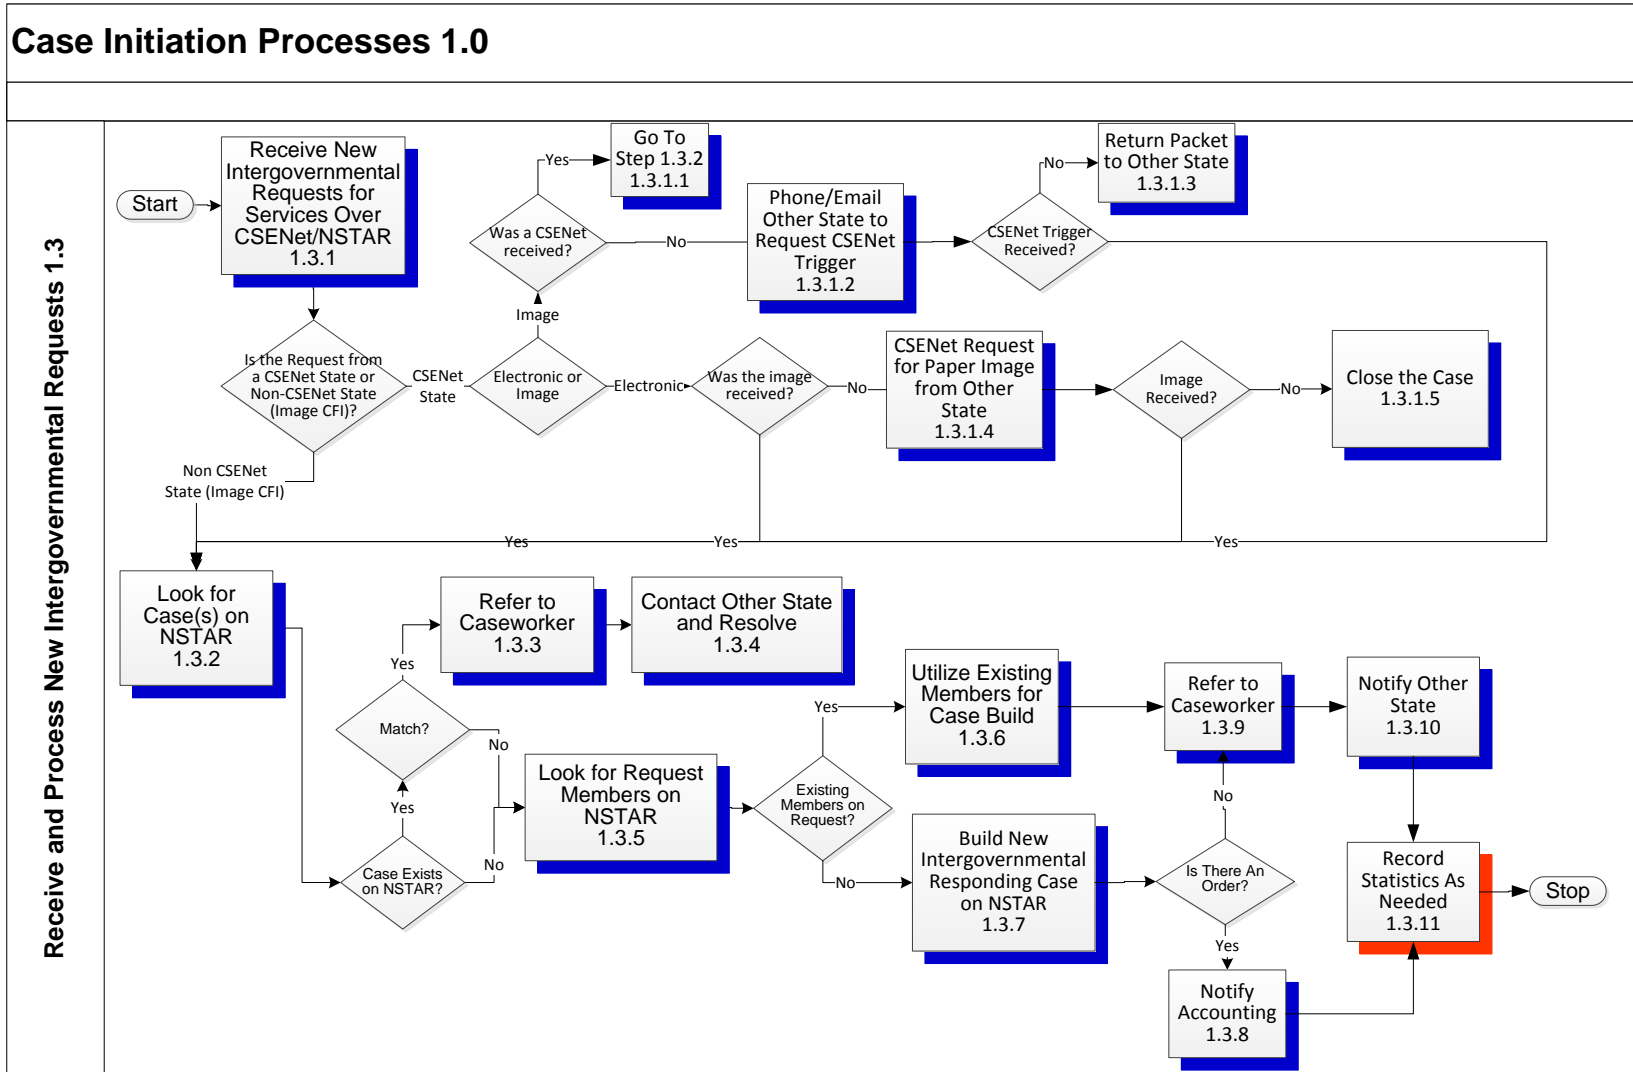 Case Initiation Processes 1.0
Receive and Process New Intergovernmental Requests 1.3
Start
Receive New
Intergovernmental
Requests for
Services Over
CSENet/NSTAR
1.3.1
Yes
Go To
Step 1.3.2
1.3.1.1
Was a CSENet
received?
No
Phone/Email
Other State to
Request CSENet
Trigger
1.3.1.2
CSENet Trigger
Received?
No
Return Packet
to Other State
1.3.1.3
Image
Is the Request from
a CSENet State or
Non-CSENet State
(Image CFI)?
CSENet
State
Electronic or
Image
Electronic
Was the image
received?
No
CSENet Request
for Paper Image
from Other
State
1.3.1.4
Image
Received?
No
Close the Case
1.3.1.5
Non CSENet
State (Image CFI)
Yes
Yes
Yes
Look for
Case(s) on
NSTAR
1.3.2
Refer to
Caseworker
1.3.3
Contact Other State
and Resolve
1.3.4
Yes
Match?
No
Yes
Case Exists
on NSTAR?
No
Look for Request
Members on
NSTAR
1.3.5
Existing
Members on
Request?
Yes
Utilize Existing
Members for
Case Build
1.3.6
No
Build New
Intergovernmental
Responding Case
on NSTAR
1.3.7
Refer to
Caseworker
1.3.9
No
Is There An
Order?
Yes
Notify
Accounting
1.3.8
Notify Other
State
1.3.10
Record
Statistics As
Needed
1.3.11
Stop